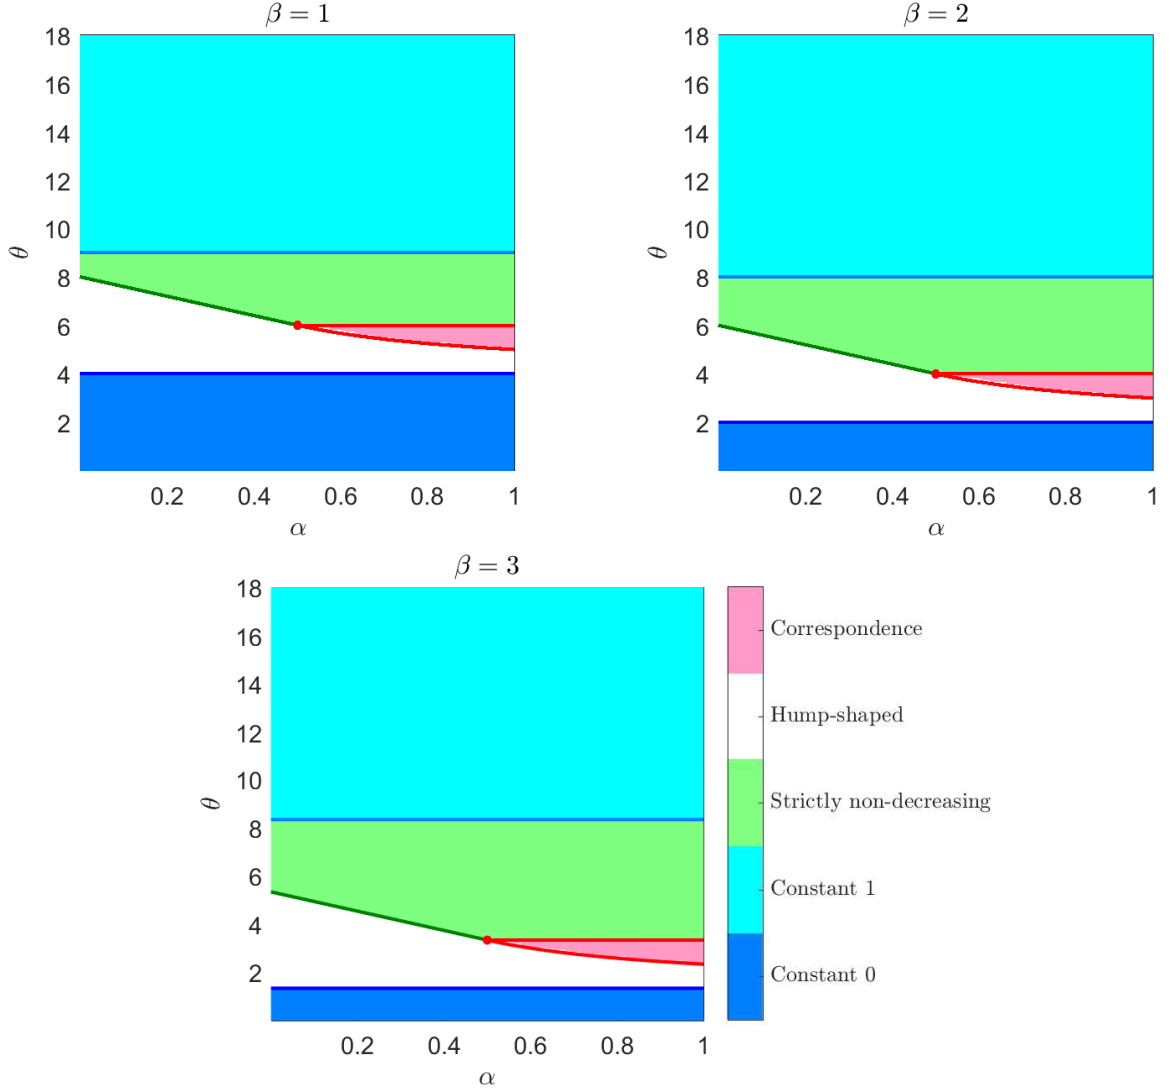 β = 1
18
16
14
12
10
8
6
4
2
θ
0.2 0.4 0.6 0.8 1
α
β = 2
18
16
14
12
10
8
6
4
2
θ
0.2 0.4 0.6 0.8 1
α
β = 3
18
16
14
12
10
8
6
4
2
θ
0.2 0.4 0.6 0.8 1
α
Correspondence
Hump-shaped
Strictly non-decreasing
Constant 1
Constant 0